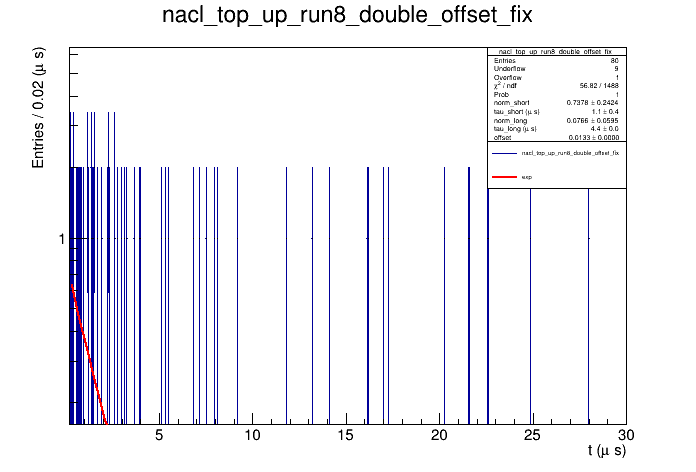 nacl_top_up_run8_double_offset_fix
Entries / 0.02 (μ s)
nacl_top_up_run8_double_offset_fix
Entries 80
Underflow 9
Overflow 1
χ² / ndf 56.82 / 1488
Prob 1
norm_short 0.7378 ± 0.2424
tau_short (μ s) 1.1 ± 0.4
norm_long 0.0766 ± 0.0595
tau_long (μ s) 4.4 ± 0.0
offset 0.0133 ± 0.0000
nacl_top_up_run8_double_offset_fix
exp
1
5 10 15 20 25 30
t (μ s)